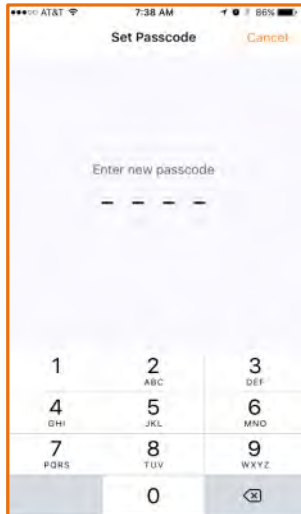 AT&T 7:38 AM 86%
Set Passcode Cancel
Enter new passcode
1 2 3
ABC DEF
4 5 6
GHI JKL MNO
7 8 9
PQRS TUV WXYZ
0